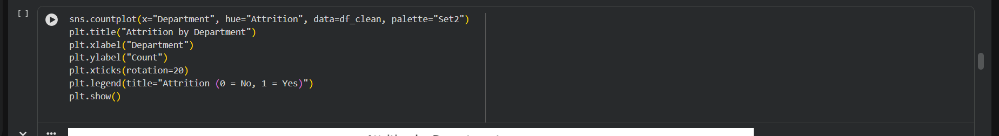 [ ]
sns.countplot(x="Department", hue="Attrition", data=df_clean, palette="Set2")
plt.title("Attrition by Department")
plt.xlabel("Department")
plt.ylabel("Count")
plt.xticks(rotation=20)
plt.legend(title="Attrition (0 = No, 1 = Yes)")
plt.show()